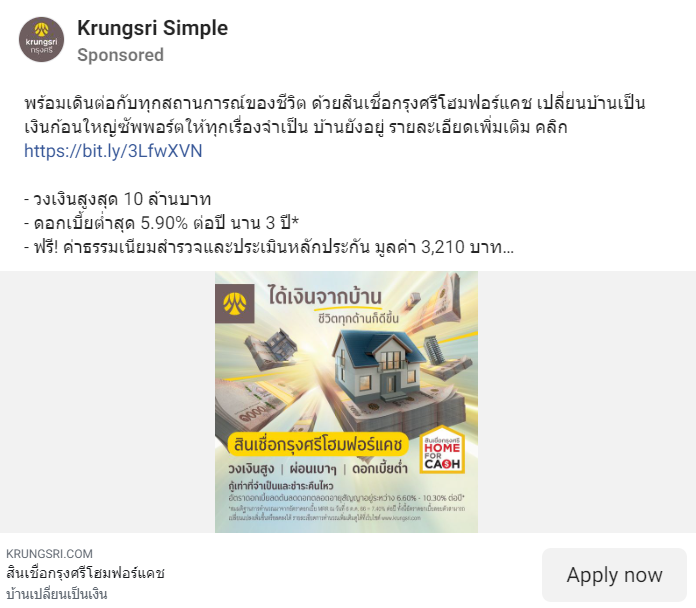 Krungsri Simple
Sponsored
krungsri
กรุงศรี
พร้อมเดินต่อกับทุกสถานการณ์ของชีวิต ด้วยสินเชื่อกรุงศรีโฮมฟอร์แคช เปลี่ยนบ้านเป็น
เงินก้อนใหญ่ซัพพอร์ตให้ทุกเรื่องจำเป็น บ้านยังอยู่ รายละเอียดเพิ่มเติม คลิก
https://bit.ly/3LfwXVN
- วงเงินสูงสุด 10 ล้านบาท
- ดอกเบี้ยต่ำสุด 5.90% ต่อปี นาน 3 ปี*
- ฟรี! ค่าธรรมเนียมสำรวจและประเมินหลักประกัน มูลค่า 3,210 บาท...
ได้เงินจากบ้าน
ชีวิตทุกด้านก็ดีขึ้น
สินเชื่อกรุงศรีโฮมฟอร์แคช
สินเชื่อกรุงศรี
HOME
FOR
CASH
วงเงินสูง | ผ่อนเบาๆ | ดอกเบี้ยต่ำ
กู้เท่าที่จำเป็นและชำระคืนไหว
อัตราดอกเบี้ยลดต้นลดดอกตลอดอายุสัญญาอยู่ระหว่าง 6.60% - 10.30% ต่อปี*
KRUNGSRI.COM
สินเชื่อกรุงศรีโฮมฟอร์แคช
บ้านเปลี่ยนเป็นเงิน
Apply now